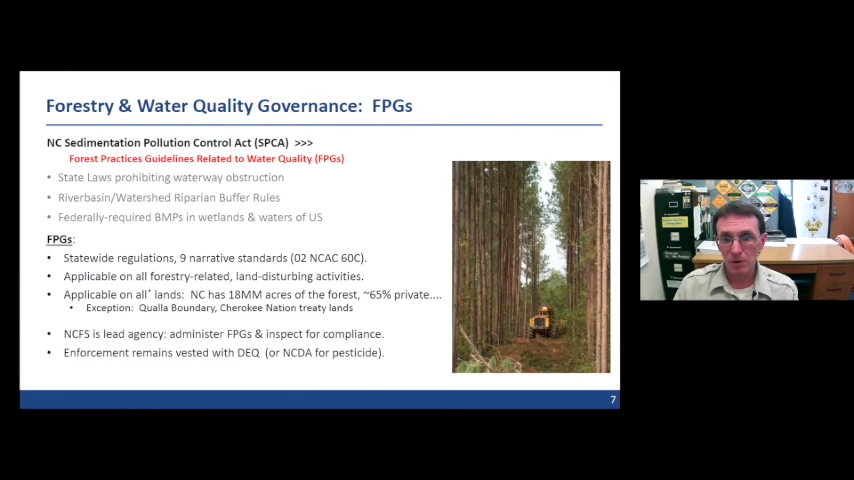 Forestry & Water Quality Governance: FPGs
NC Sedimentation Pollution Control Act (SPCA) >>>
Forest Practices Guidelines Related to Water Quality (FPGs)
• State Laws prohibiting waterway obstruction
• Riverbasin/Watershed Riparian Buffer Rules
• Federally-required BMPs in wetlands & waters of US
FPGs:
• Statewide regulations, 9 narrative standards (02 NCAC 60C).
• Applicable on all forestry-related, land-disturbing activities.
• Applicable on all* lands: NC has 18MM acres of the forest, ~65% private....
• Exception: Qualla Boundary, Cherokee Nation treaty lands
• NCFS is lead agency: administer FPGs & inspect for compliance.
• Enforcement remains vested with DEQ (or NCDA for pesticide).
7